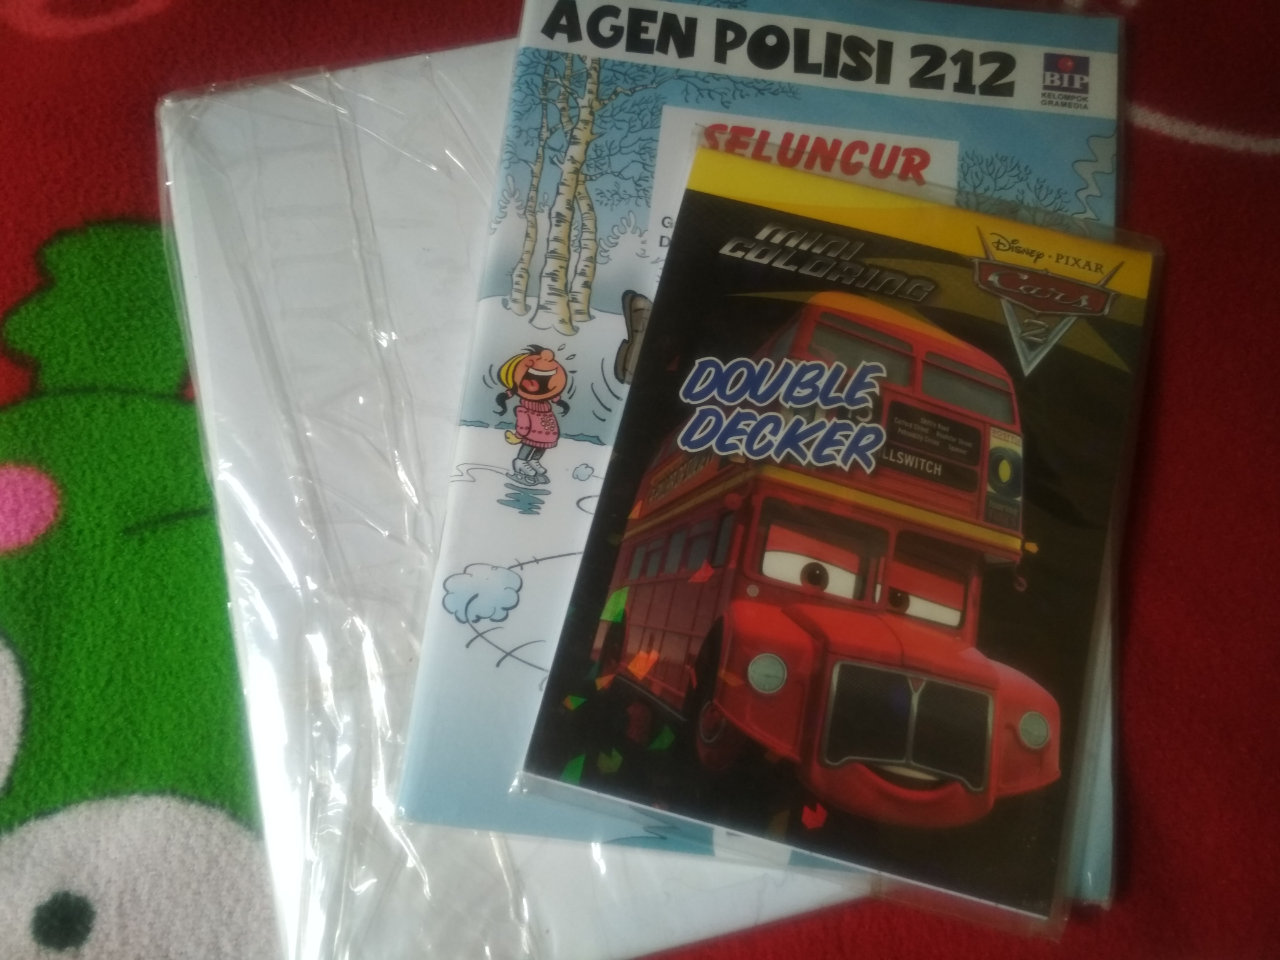 AGEN POLISI 212
BIP
KELOMPOK
GRAMEDIA
SELUNCUR
G
D
MINI
COLORING
DISNEY · PIXAR
Cars
2
DOUBLE
DECKER
LLSWITCH